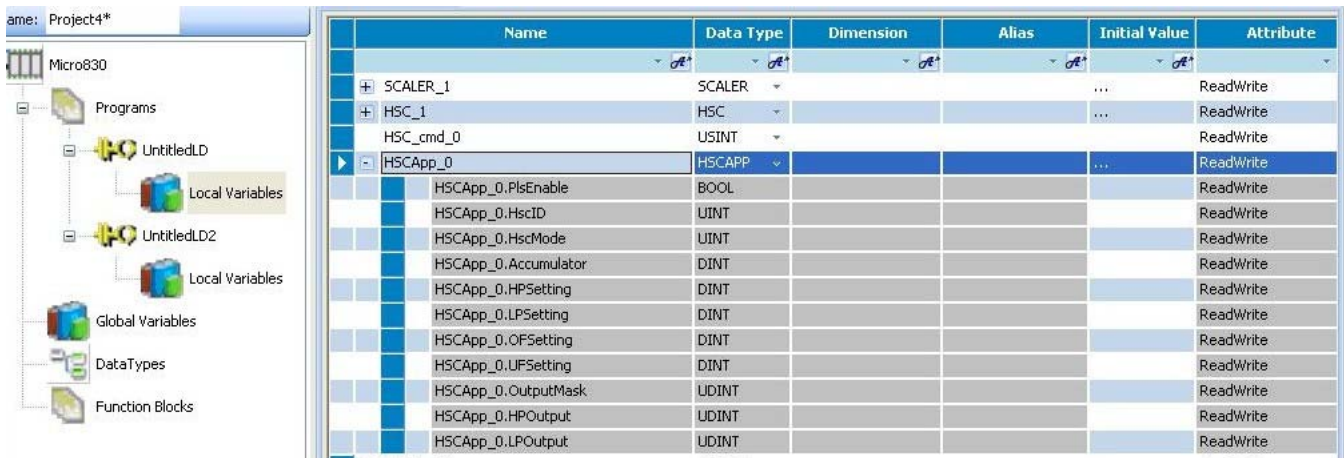 ame: Project4*
Micro830
Programs
UntitledLD
Local Variables
UntitledLD2
Local Variables
Global Variables
DataTypes
Function Blocks
Name Data Type Dimension Alias Initial Value Attribute
SCALER_1 SCALER ... ReadWrite
HSC_1 HSC ... ReadWrite
HSC_cmd_0 USINT ReadWrite
HSCApp_0 HSCAPP ... ReadWrite
HSCApp_0.PlsEnable BOOL ReadWrite
HSCApp_0.HscID UINT ReadWrite
HSCApp_0.HscMode UINT ReadWrite
HSCApp_0.Accumulator DINT ReadWrite
HSCApp_0.HPSetting DINT ReadWrite
HSCApp_0.LPSetting DINT ReadWrite
HSCApp_0.OFSetting DINT ReadWrite
HSCApp_0.UFSetting DINT ReadWrite
HSCApp_0.OutputMask UDINT ReadWrite
HSCApp_0.HPOutput UDINT ReadWrite
HSCApp_0.LPOutput UDINT ReadWrite